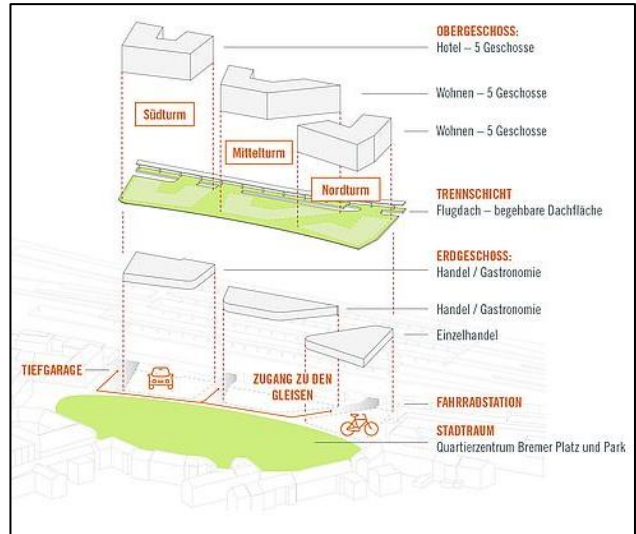 OBERGESCHOSS:
Hotel – 5 Geschosse
Wohnen – 5 Geschosse
Wohnen – 5 Geschosse
Südturm
Mittelturm
Nordturm
TRENNSCHICHT
Flugdach – begehbare Dachfläche
ERDGESCHOSS:
Handel / Gastronomie
Handel / Gastronomie
Einzelhandel
TIEFGARAGE
ZUGANG ZU DEN
GLEISEN
FAHRRADSTATION
STADTRAUM
Quartierzentrum Bremer Platz und Park